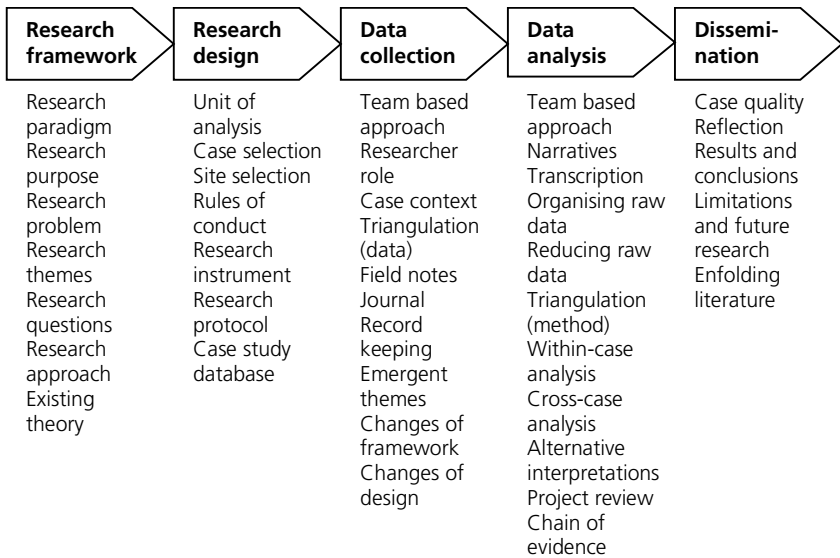 Research
framework
Research
paradigm
Research
purpose
Research
problem
Research
themes
Research
questions
Research
approach
Existing
theory
Research
design
Unit of
analysis
Case selection
Site selection
Rules of
conduct
Research
instrument
Research
protocol
Case study
database
Data
collection
Team based
approach
Researcher
role
Case context
Triangulation
(data)
Field notes
Journal
Record
keeping
Emergent
themes
Changes of
framework
Changes of
design
Data
analysis
Team based
approach
Narratives
Transcription
Organising raw
data
Reducing raw
data
Triangulation
(method)
Within-case
analysis
Cross-case
analysis
Alternative
interpretations
Project review
Chain of
evidence
Dissemi-
nation
Case quality
Reflection
Results and
conclusions
Limitations
and future
research
Enfolding
literature